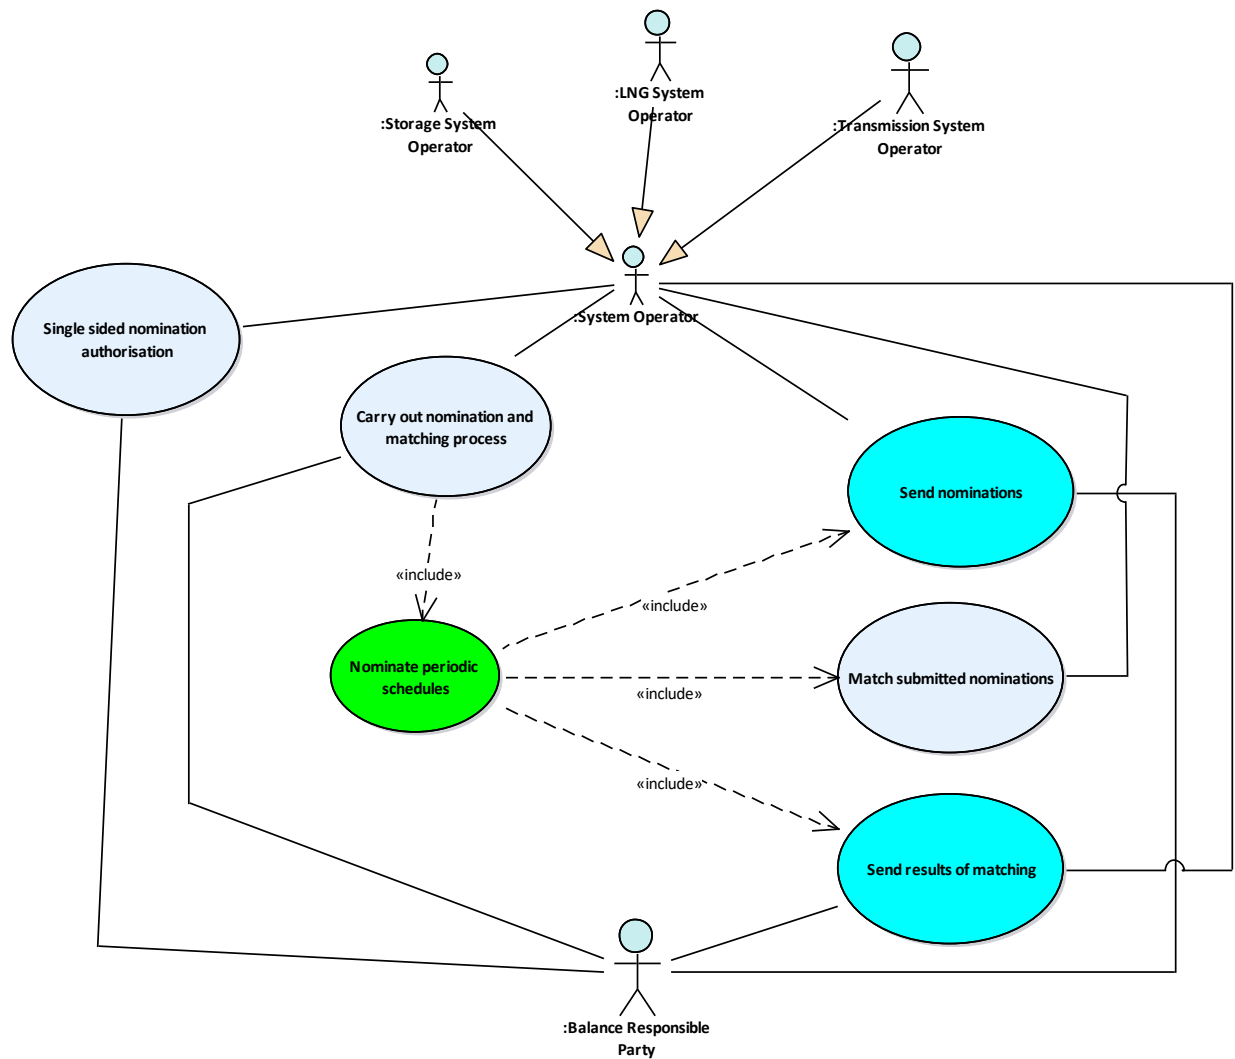 :LNG System
Operator
:Storage System
Operator
:Transmission System
Operator
:System Operator
Single sided nomination
authorisation
Carry out nomination and
matching process
Send nominations
«include»
«include»
Nominate periodic
schedules
Match submitted nominations
«include»
«include»
Send results of matching
:Balance Responsible
Party